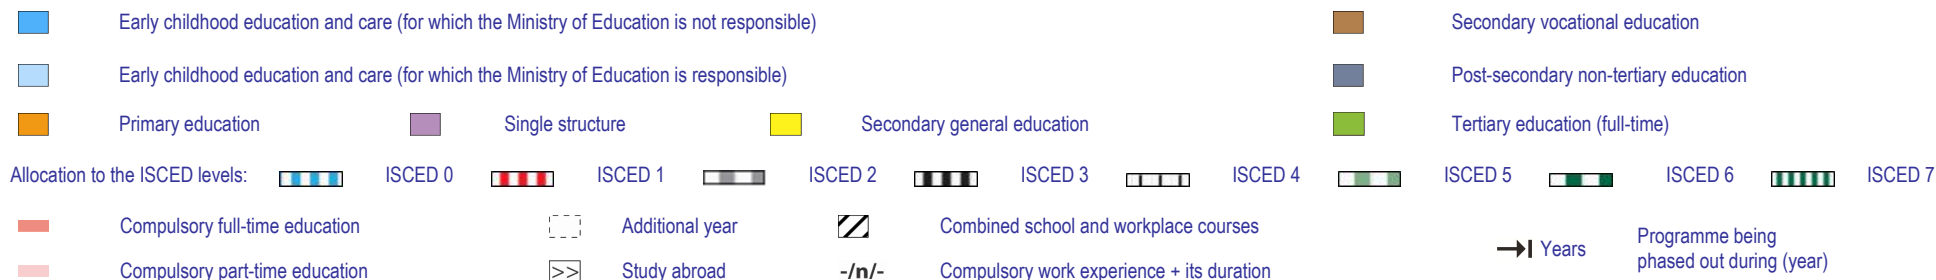 Early childhood education and care (for which the Ministry of Education is not responsible) Secondary vocational education
Early childhood education and care (for which the Ministry of Education is responsible) Post-secondary non-tertiary education
Primary education Single structure Secondary general education Tertiary education (full-time)
Allocation to the ISCED levels: ISCED 0 ISCED 1 ISCED 2 ISCED 3 ISCED 4 ISCED 5 ISCED 6 ISCED 7
Compulsory full-time education Additional year Combined school and workplace courses
Years Programme being
phased out during (year)
Compulsory part-time education >> Study abroad -/n/- Compulsory work experience + its duration